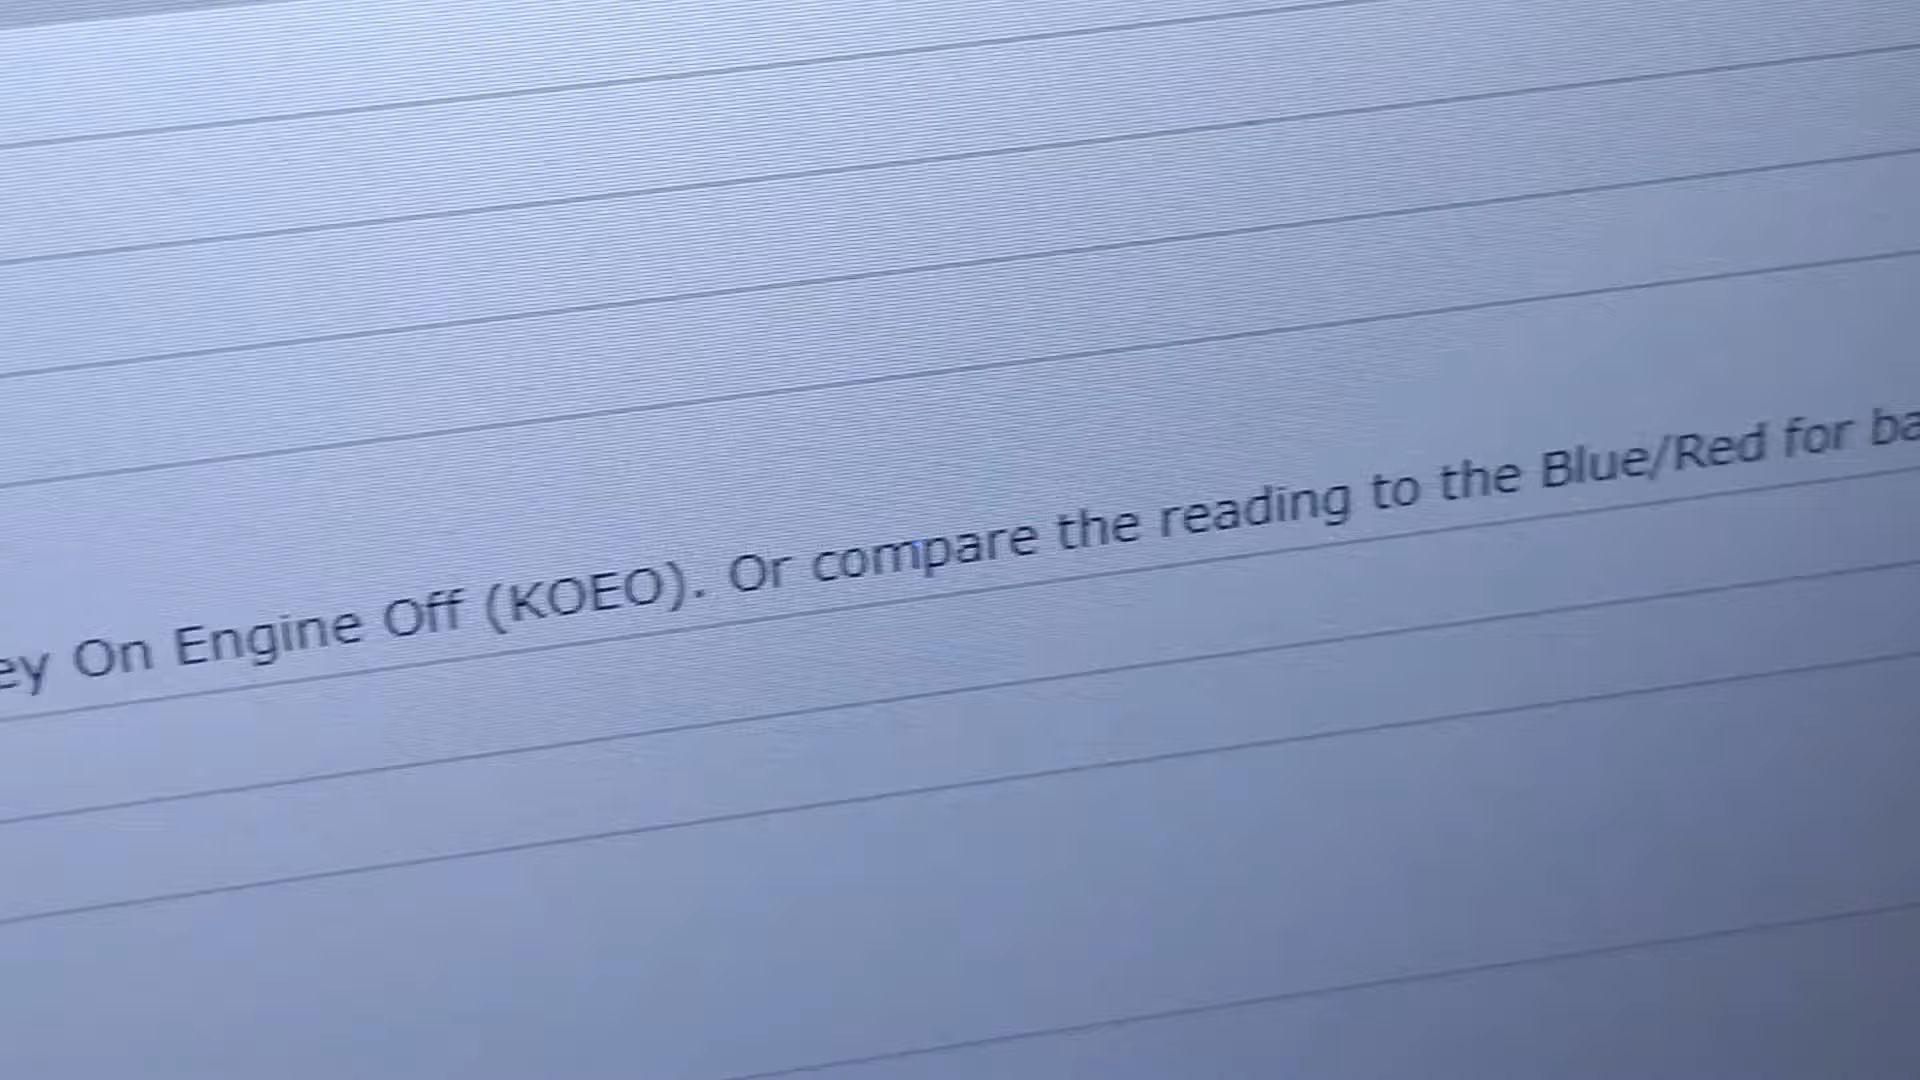 ey On Engine Off (KOEO). Or compare the reading to the Blue/Red for ba